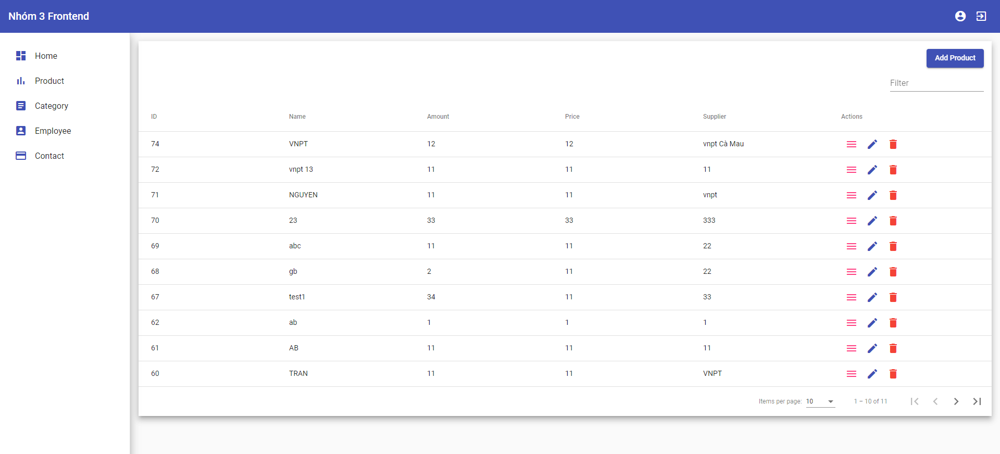 Nhóm 3 Frontend
Home
Product
Category
Employee
Contact
Add Product
Filter
ID Name Amount Price Supplier Actions
74 VNPT 12 12 vnpt Cà Mau
72 vnpt 13 11 11 11
71 NGUYEN 11 11 vnpt
70 23 33 33 333
69 abc 11 11 22
68 gb 2 11 22
67 test1 34 11 33
62 ab 1 1 1
61 AB 11 11 11
60 TRAN 11 11 VNPT
Items per page: 10 1 – 10 of 11